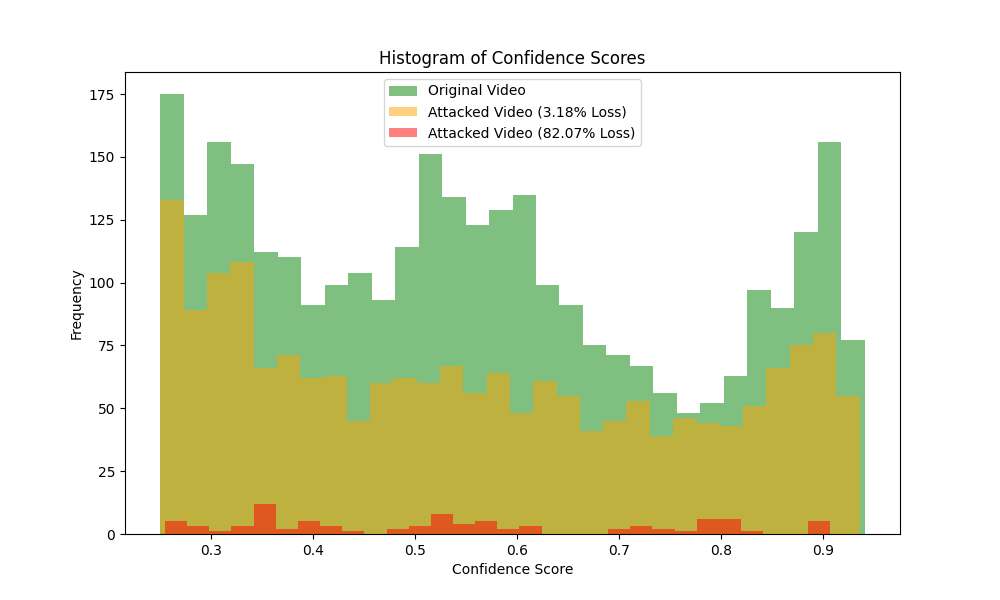 Histogram of Confidence Scores
Original Video
Attacked Video (3.18% Loss)
Attacked Video (82.07% Loss)
175
150
125
100
75
50
25
0
Frequency
0.3 0.4 0.5 0.6 0.7 0.8 0.9
Confidence Score